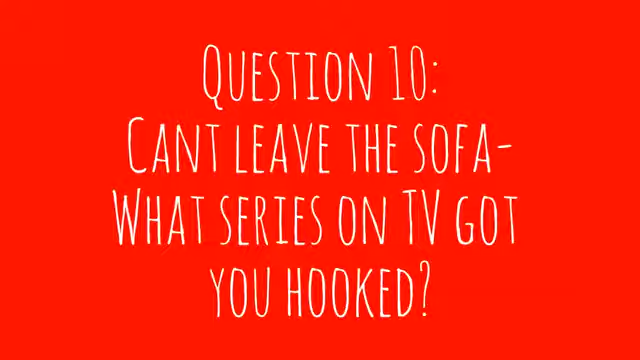 Question 10:
Cant leave the sofa-
What series on TV got
you hooked?